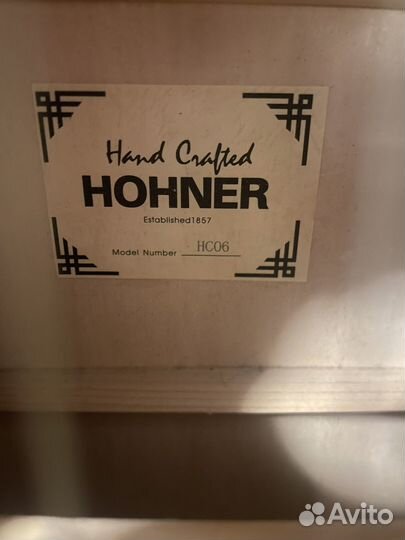 Hand Crafted
HOHNER
Established1857
Model Number HC06
Avito